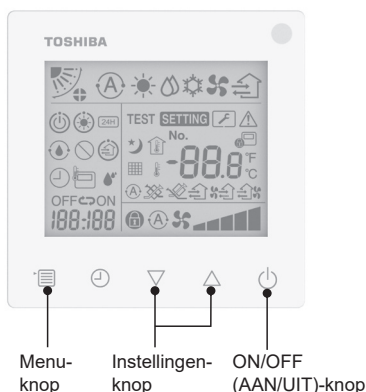 TOSHIBA
24H
TEST SETTING
No.
-88.8 °F °C
OFF ON
188:188
A
Menu-
knop
Instellingen-
knop
ON/OFF
(AAN/UIT)-knop